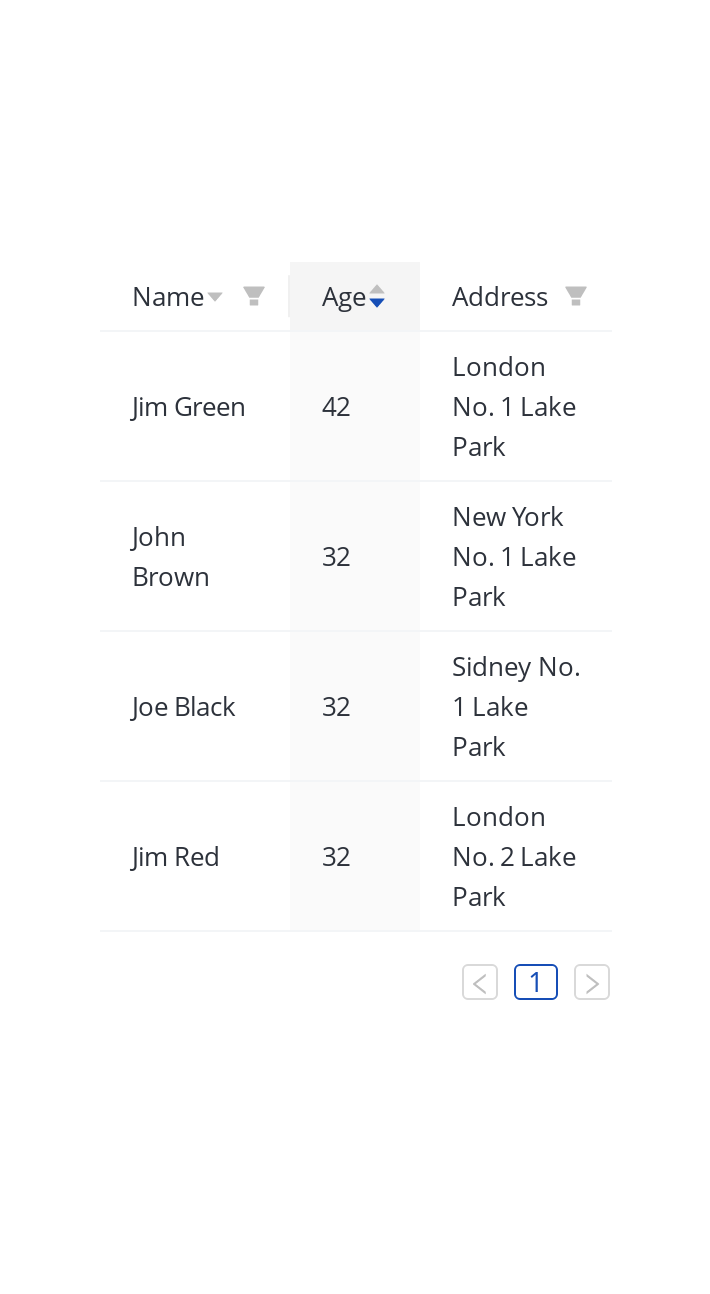 Name Age Address
Jim Green 42 London
No. 1 Lake
Park
John
Brown 32 New York
No. 1 Lake
Park
Joe Black 32 Sidney No.
1 Lake
Park
Jim Red 32 London
No. 2 Lake
Park
1